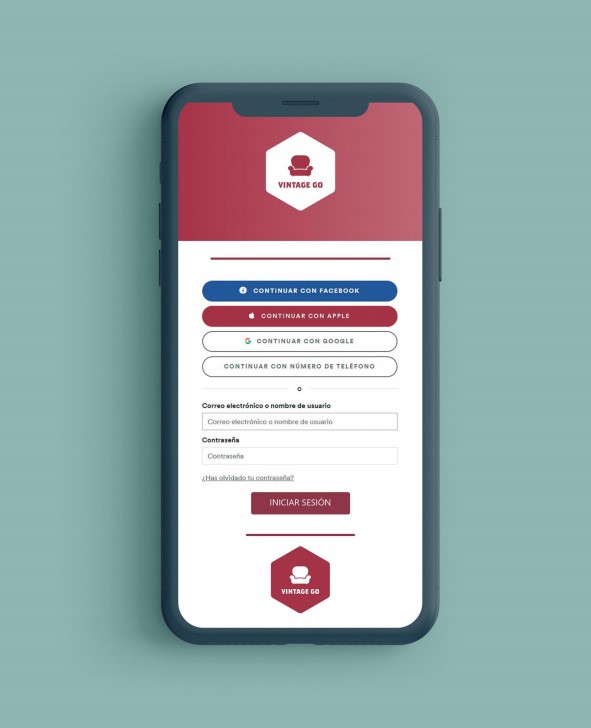 VINTAGE GO
CONTINUAR CON FACEBOOK
CONTINUAR CON APPLE
CONTINUAR CON GOOGLE
CONTINUAR CON NÚMERO DE TELÉFONO
o
Correo electrónico o nombre de usuario
Correo electrónico o nombre de usuario
Contraseña
Contraseña
¿Has olvidado tu contraseña?
INICIAR SESIÓN
VINTAGE GO